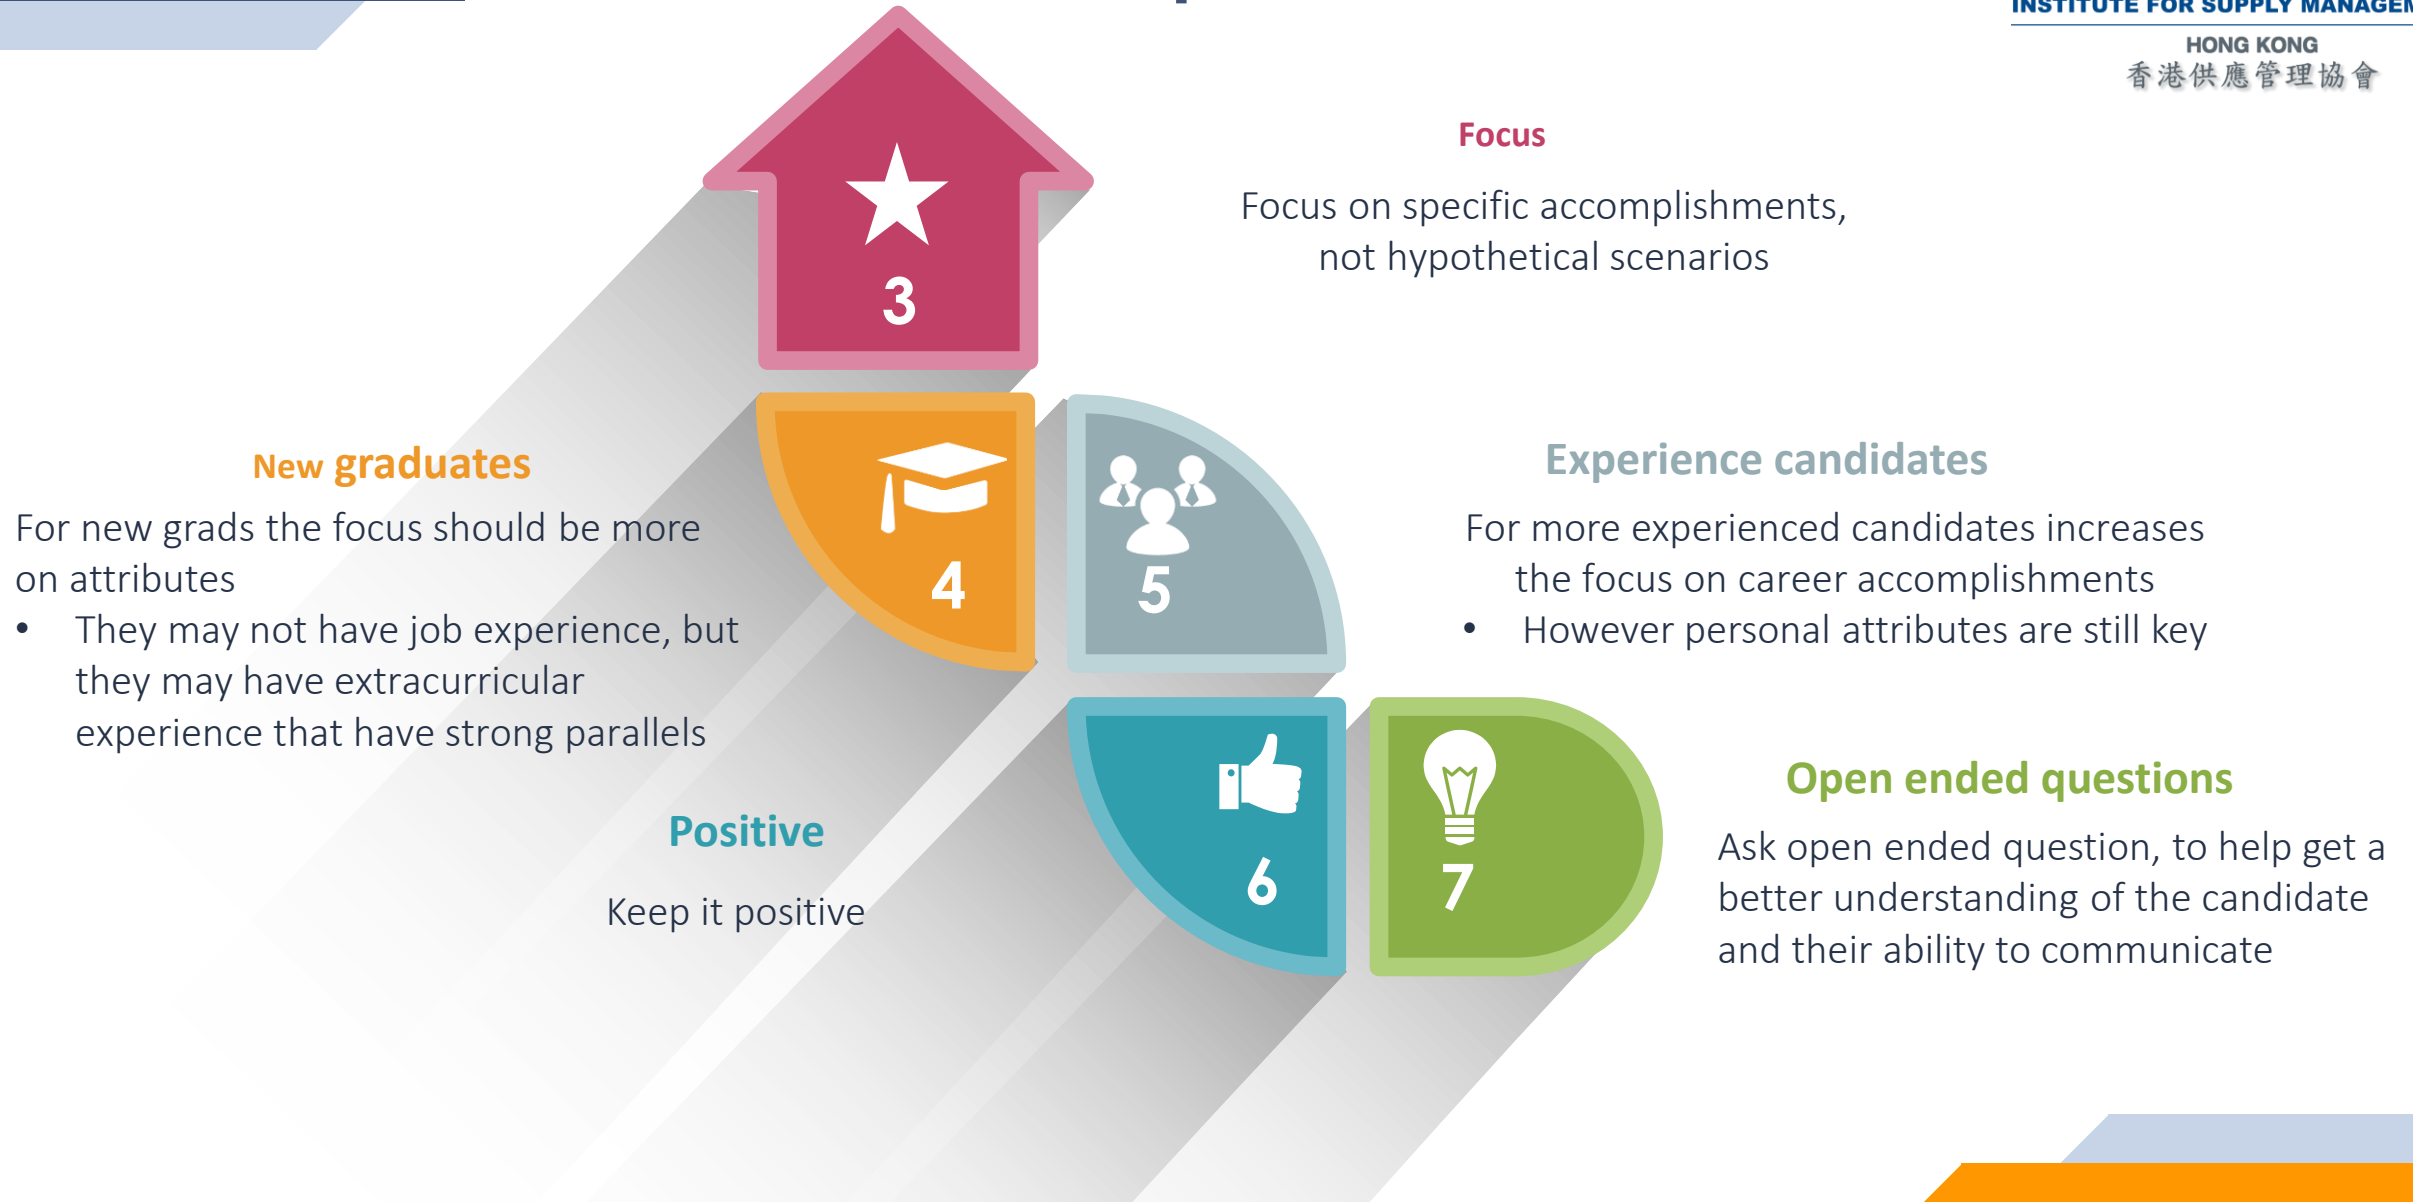 INSTITUTE FOR SUPPLY
HONG KONG
香港供應管理協會
Focus
Focus on specific accomplishments,
not hypothetical scenarios
3
New graduates
For new grads the focus should be more
on attributes
• They may not have job experience, but
they may have extracurricular
experience that have strong parallels
4
5
Experience candidates
For more experienced candidates increases
the focus on career accomplishments
• However personal attributes are still key
Positive
Keep it positive
6
7
Open ended questions
Ask open ended question, to help get a
better understanding of the candidate
and their ability to communicate